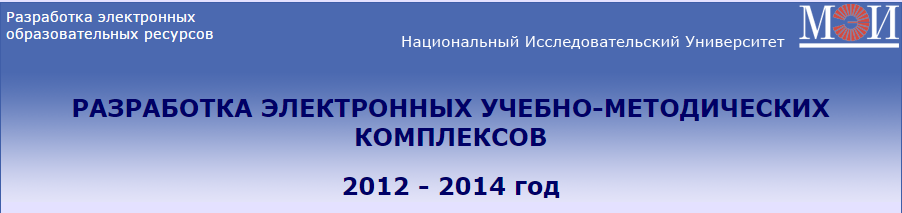 Разработка электронных
образовательных ресурсов
Национальный Исследовательский Университет
МЭИ
РАЗРАБОТКА ЭЛЕКТРОННЫХ УЧЕБНО-МЕТОДИЧЕСКИХ
КОМПЛЕКСОВ
2012 - 2014 год